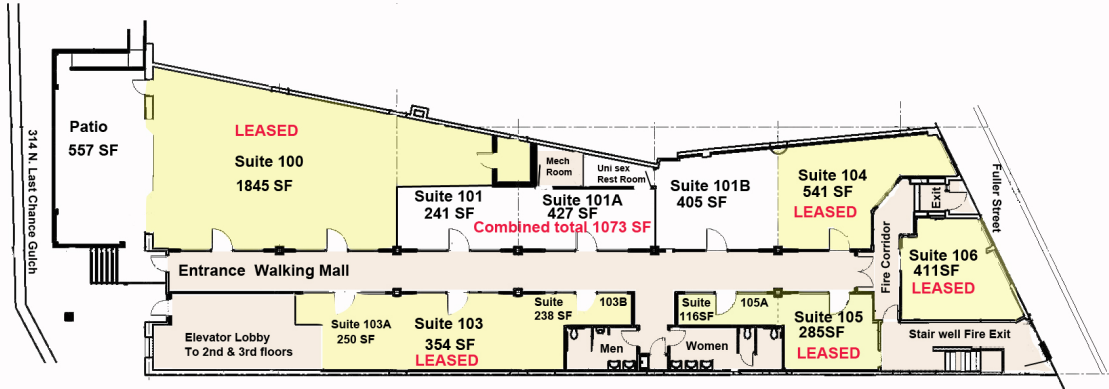 314 N. Last Chance Gulch
Patio
557 SF
LEASED
Suite 100
1845 SF
Mech
Room
Uni sex
Rest Room
Suite 101
241 SF
Suite 101A
427 SF
Suite 101B
405 SF
Combined total 1073 SF
Suite 104
541 SF
LEASED
Exit
Fuller Street
Fire Corridor
Suite 106
411SF
LEASED
Entrance Walking Mall
Elevator Lobby
To 2nd & 3rd floors
Suite 103A
250 SF
Suite 103
354 SF
LEASED
Suite 103B
238 SF
Men
Women
Suite 105A
116SF
Suite 105
285SF
LEASED
Stair well Fire Exit